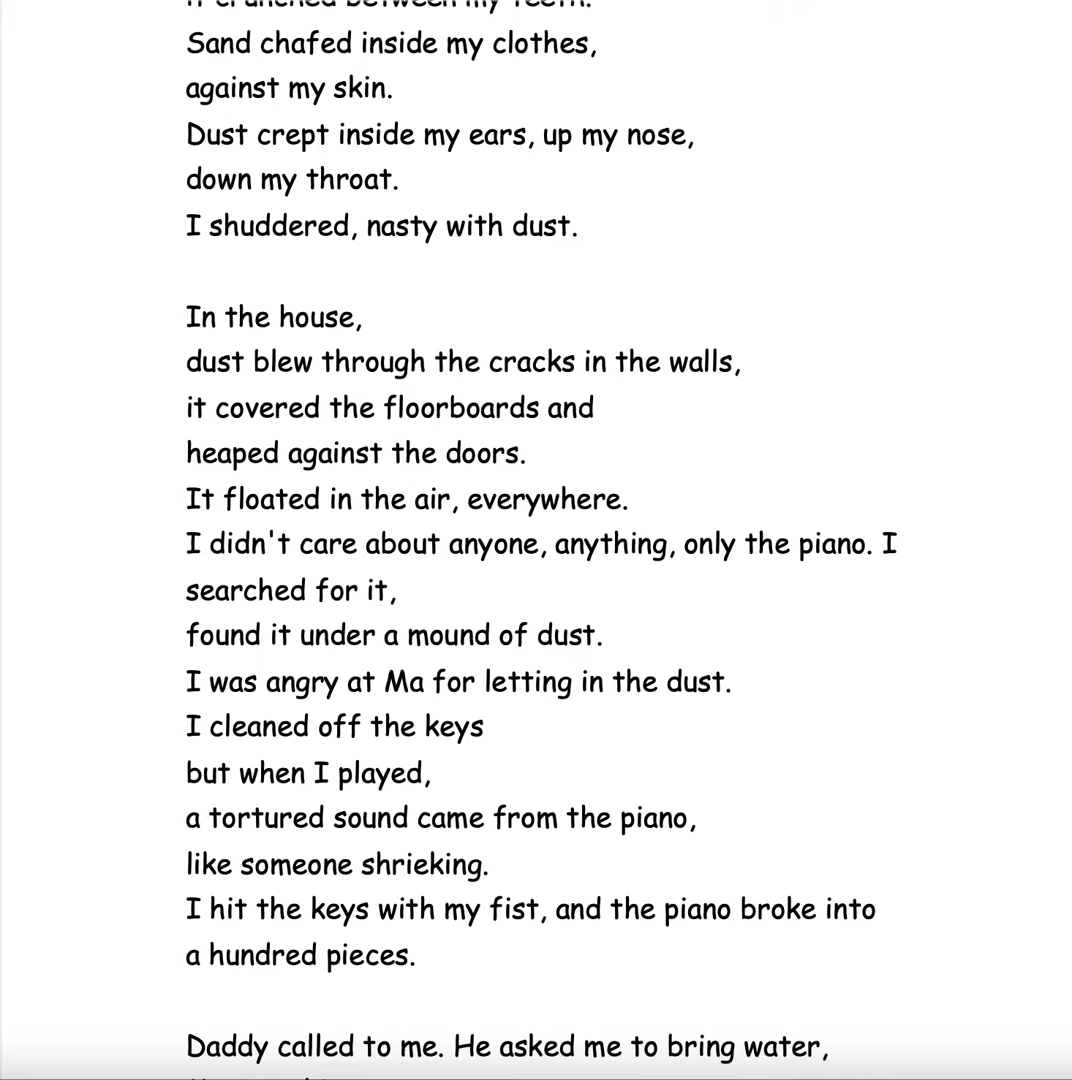 it crunched between my teeth.
Sand chafed inside my clothes,
against my skin.
Dust crept inside my ears, up my nose,
down my throat.
I shuddered, nasty with dust.
In the house,
dust blew through the cracks in the walls,
it covered the floorboards and
heaped against the doors.
It floated in the air, everywhere.
I didn't care about anyone, anything, only the piano. I
searched for it,
found it under a mound of dust.
I was angry at Ma for letting in the dust.
I cleaned off the keys
but when I played,
a tortured sound came from the piano,
like someone shrieking.
I hit the keys with my fist, and the piano broke into
a hundred pieces.
Daddy called to me. He asked me to bring water,